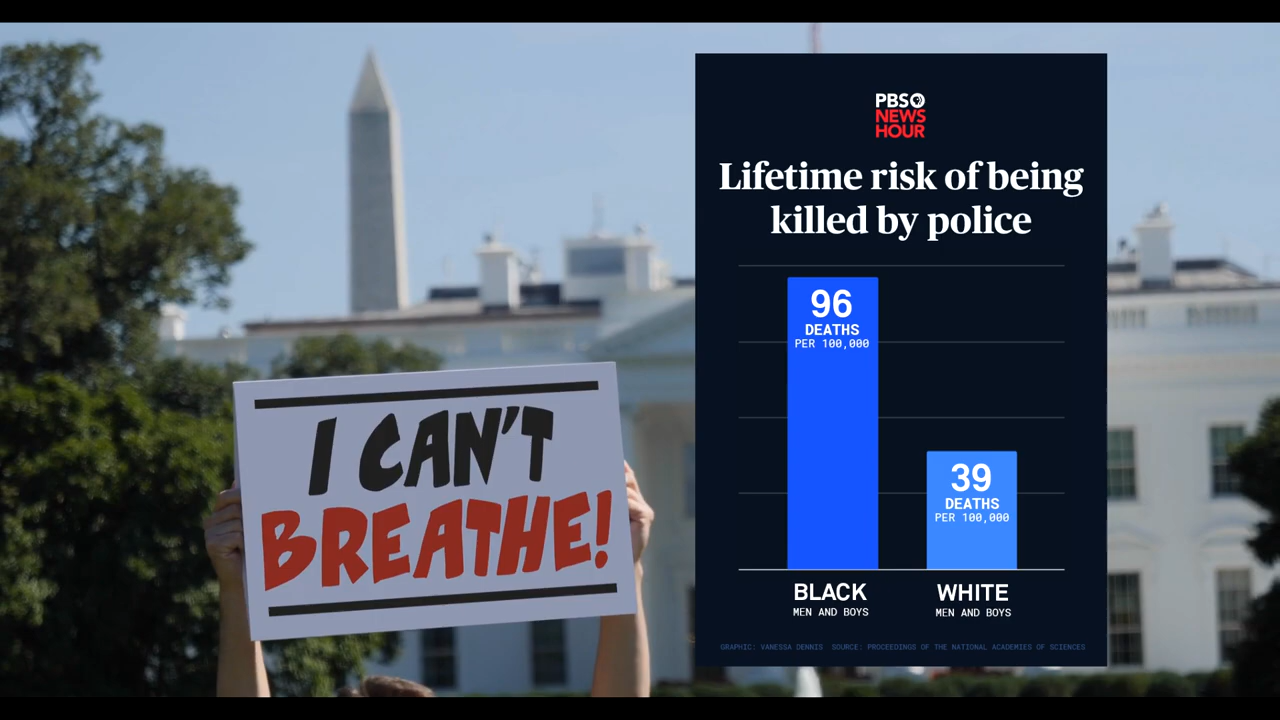 I CAN'T
BREATHE!
PBS
NEWS
HOUR
Lifetime risk of being
killed by police
96
DEATHS
PER 100,000
39
DEATHS
PER 100,000
BLACK
MEN AND BOYS
WHITE
MEN AND BOYS
GRAPHIC: VANESSA DENNIS SOURCE: PROCEEDINGS OF THE NATIONAL ACADEMIES OF SCIENCES